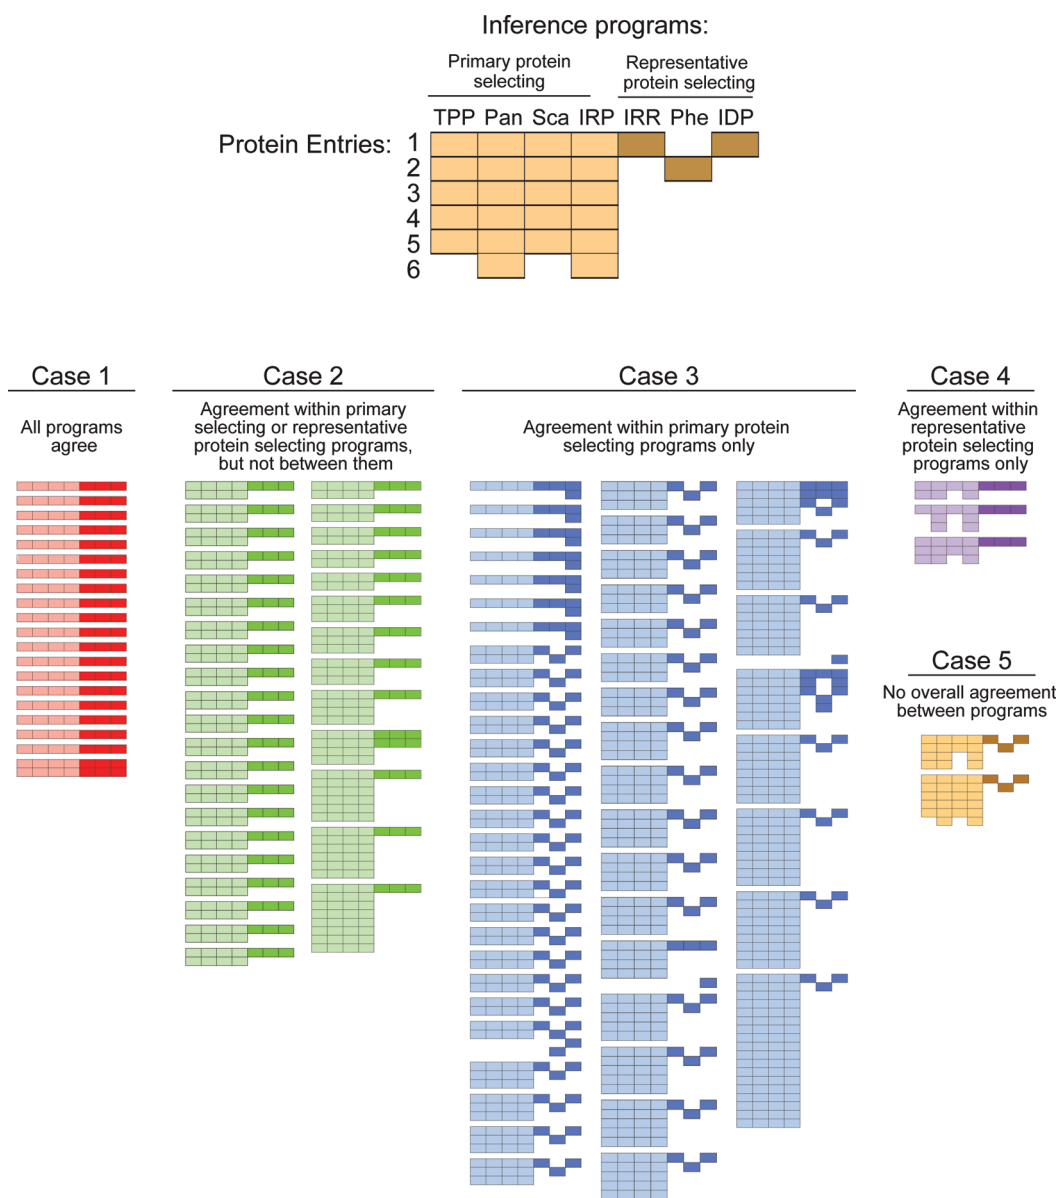 Inference programs:
Primary protein
selecting
Representative
protein selecting
TPP Pan Sca IRP IRR Phe IDP
Protein Entries: 1
2
3
4
5
6
Case 1
All programs
agree
Case 2
Agreement within primary
selecting or representative
protein selecting programs,
but not between them
Case 3
Agreement within primary protein
selecting programs only
Case 4
Agreement within
representative
protein selecting
programs only
Case 5
No overall agreement
between programs